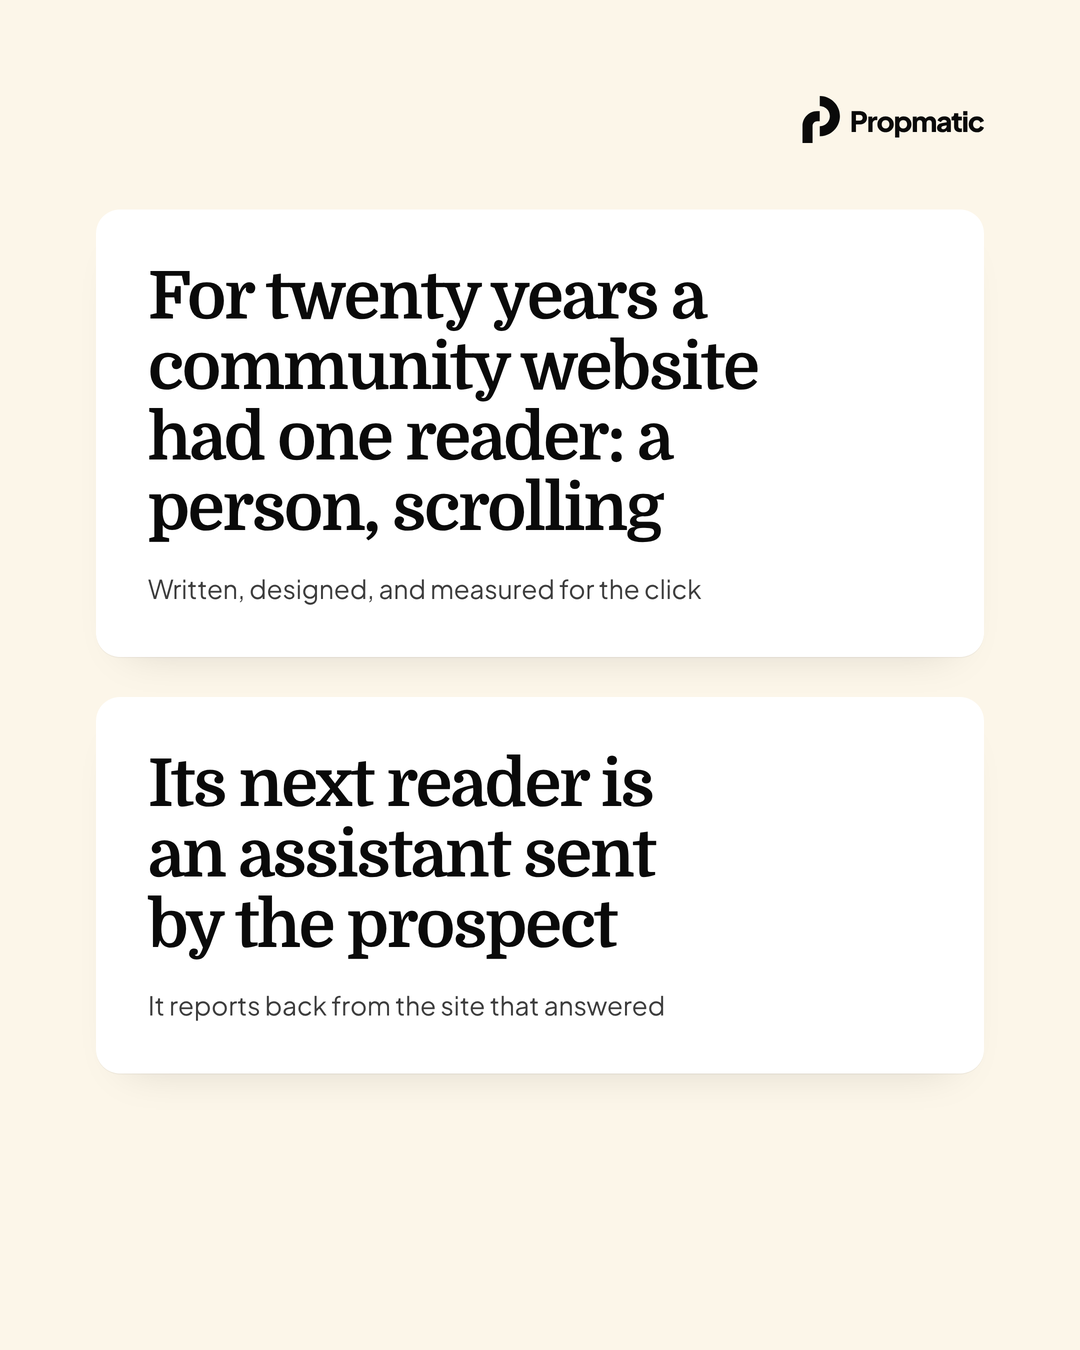 Propmatic
For twenty years a
community website
had one reader: a
person, scrolling
Written, designed, and measured for the click
Its next reader is
an assistant sent
by the prospect
It reports back from the site that answered